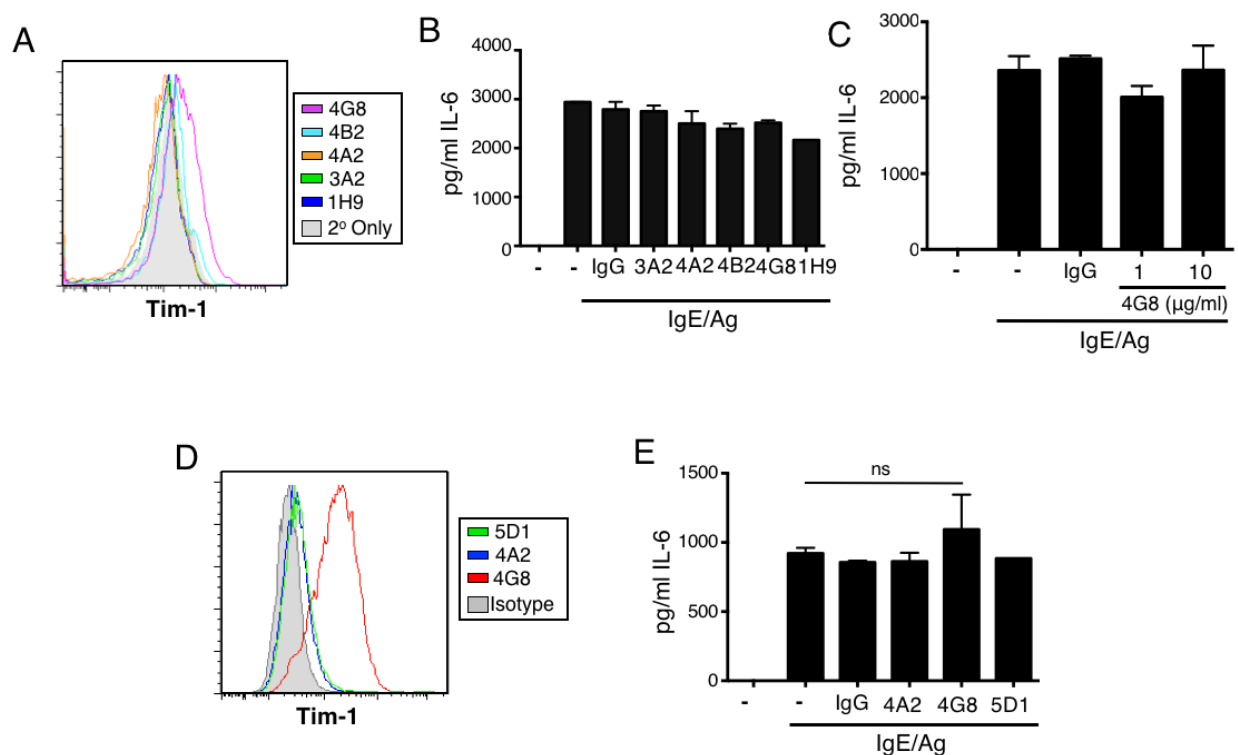 A
4G8
4B2
4A2
3A2
1H9
2º Only
Tim-1
B
pg/ml IL-6
4000
3000
2000
1000
0
- - IgG 3A2 4A2 4B2 4G8 1H9
IgE/Ag
C
pg/ml IL-6
3000
2000
1000
0
- - IgG 1 10
4G8 (µg/ml)
IgE/Ag
D
5D1
4A2
4G8
Isotype
Tim-1
E
pg/ml IL-6
1500
1000
500
0
ns
- - IgG 4A2 4G8 5D1
IgE/Ag